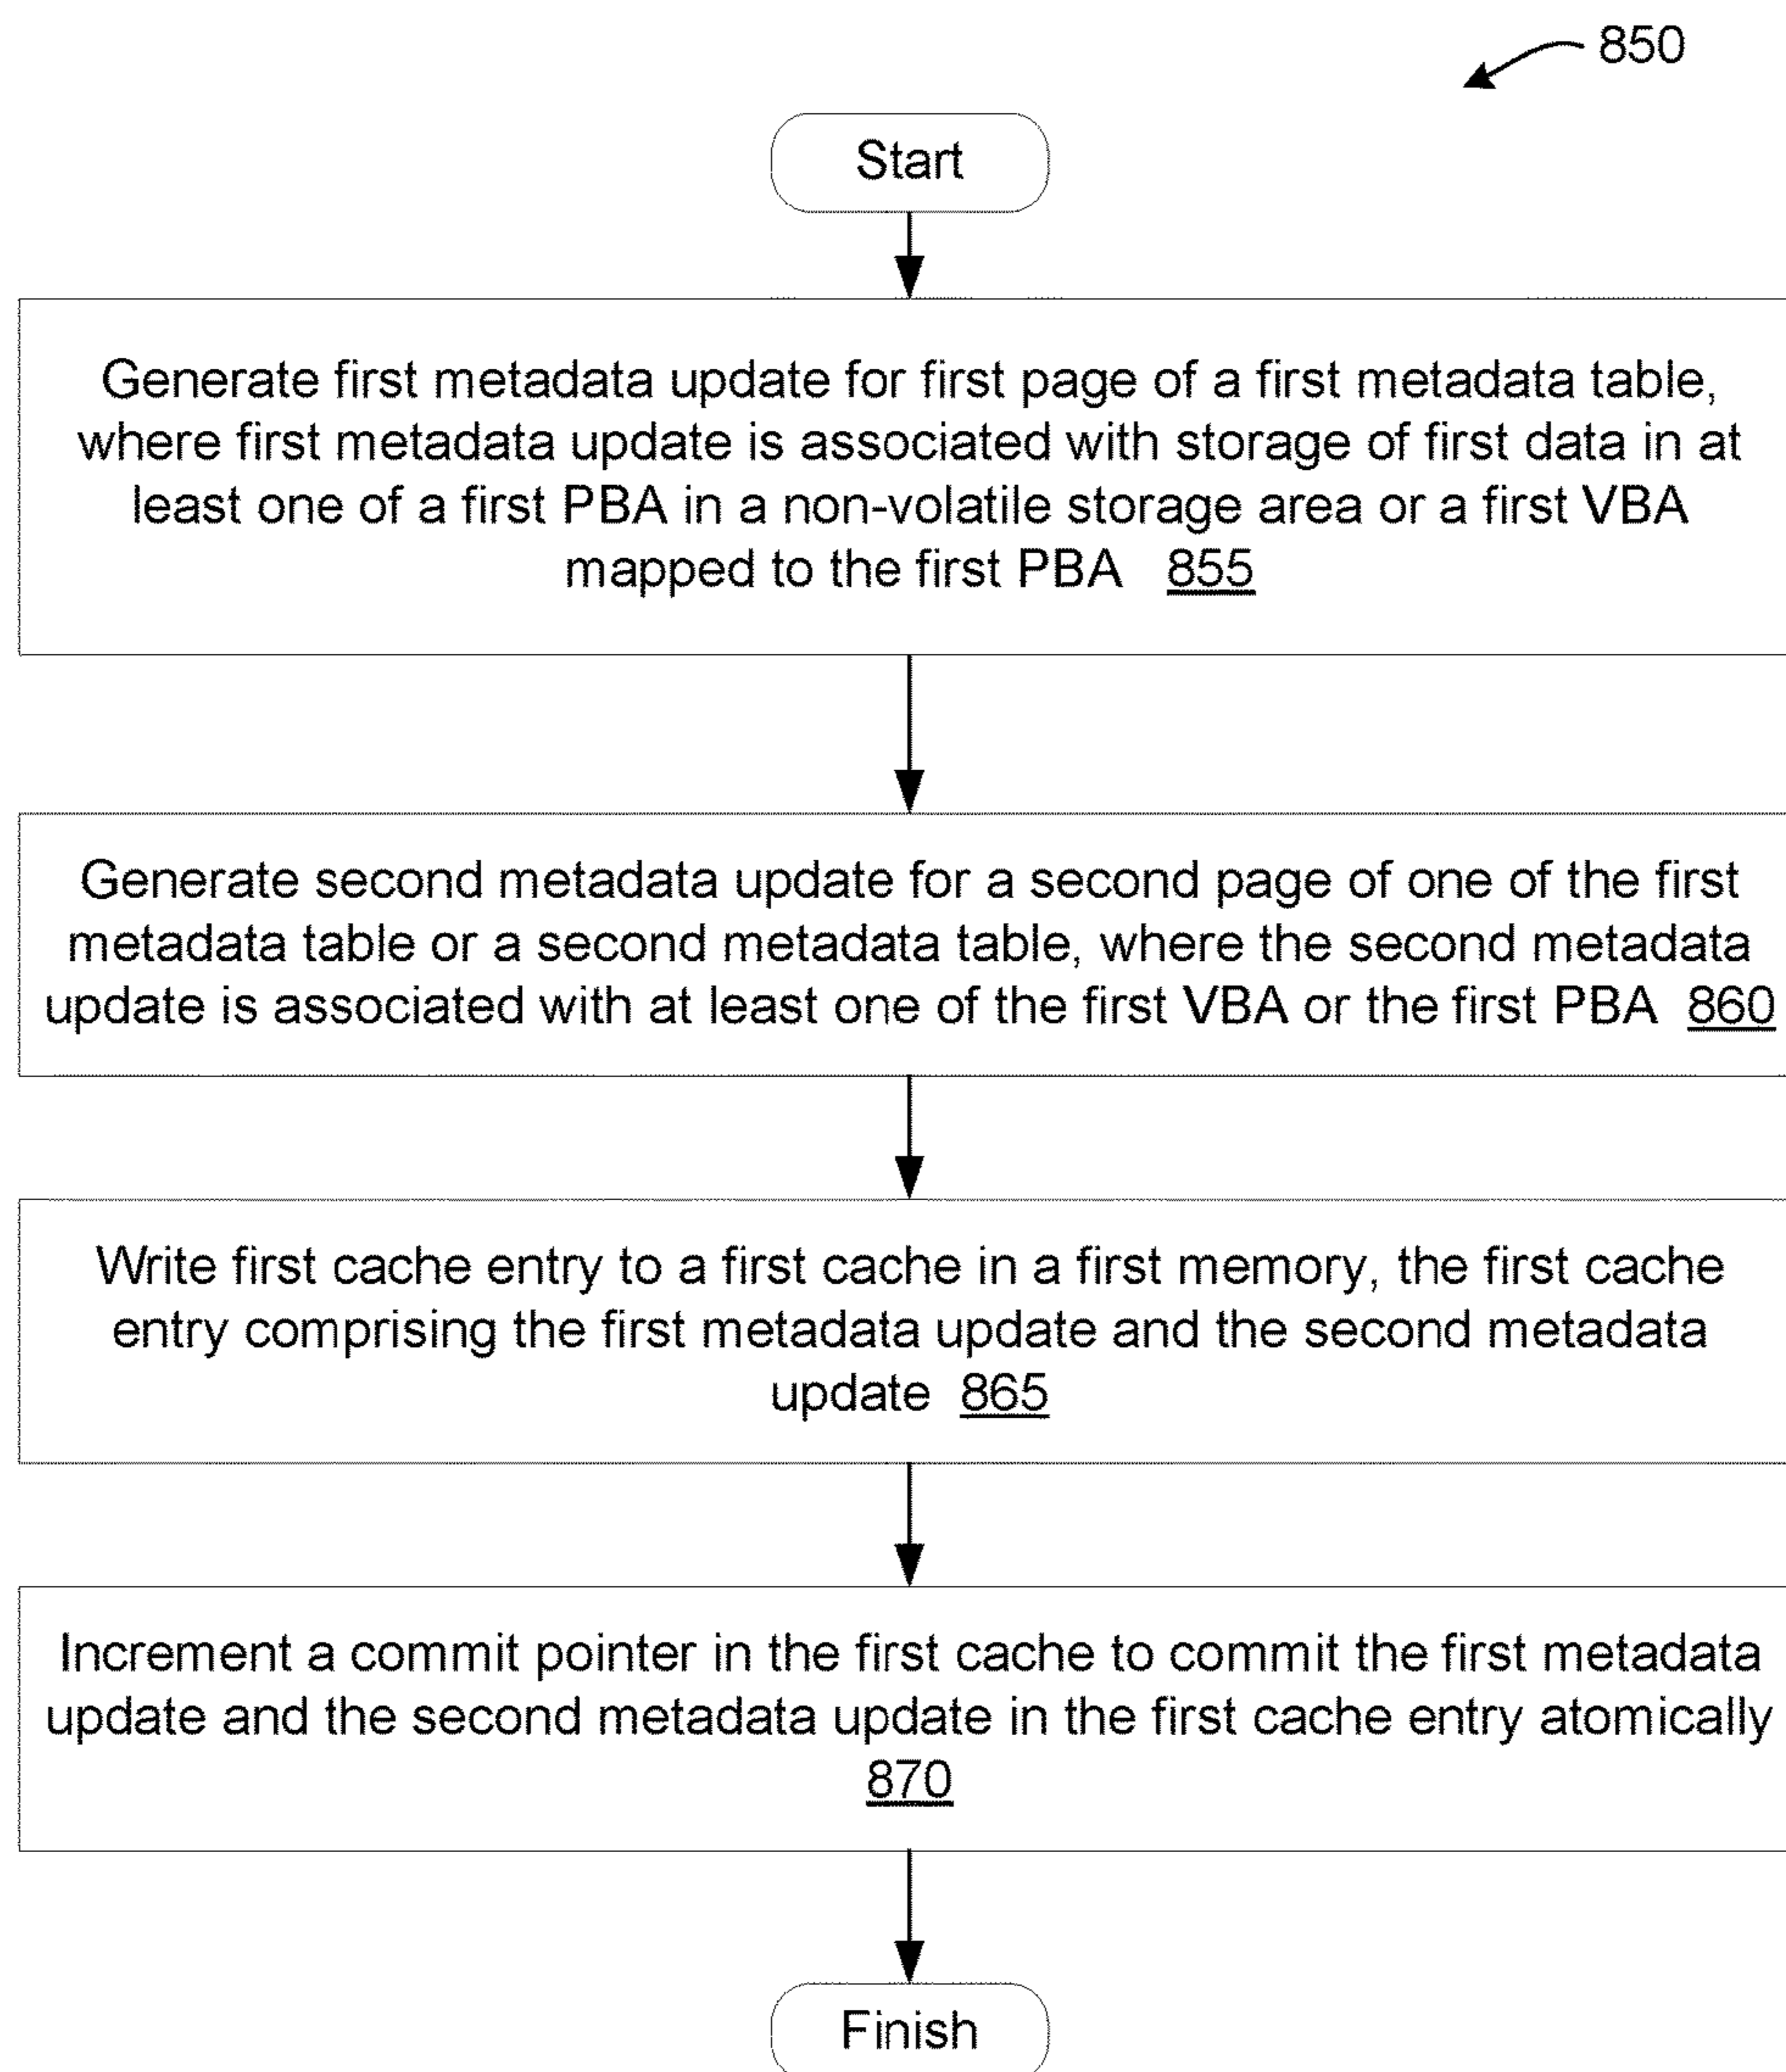 850
Start
Generate first metadata update for first page of a first metadata table,
where first metadata update is associated with storage of first data in at
least one of a first PBA in a non-volatile storage area or a first VBA
mapped to the first PBA 855
Generate second metadata update for a second page of one of the first
metadata table or a second metadata table, where the second metadata
update is associated with at least one of the first VBA or the first PBA 860
Write first cache entry to a first cache in a first memory, the first cache
entry comprising the first metadata update and the second metadata
update 865
Increment a commit pointer in the first cache to commit the first metadata
update and the second metadata update in the first cache entry atomically
870
Finish